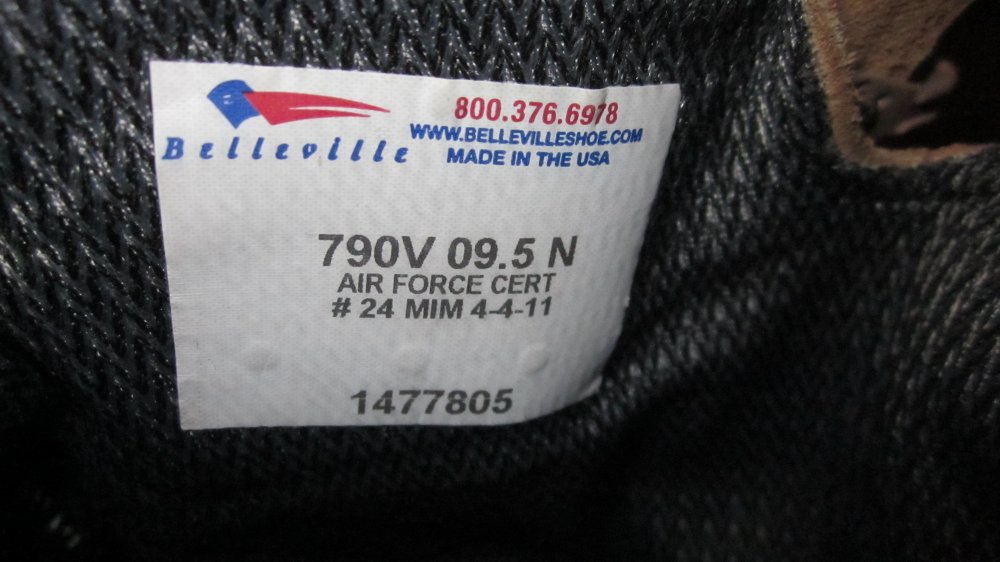 800.376.6978
WWW.BELLEVILLESHOE.COM
Belleville
MADE IN THE USA
790V 09.5 N
AIR FORCE CERT
# 24 MIM 4-4-11
1477805